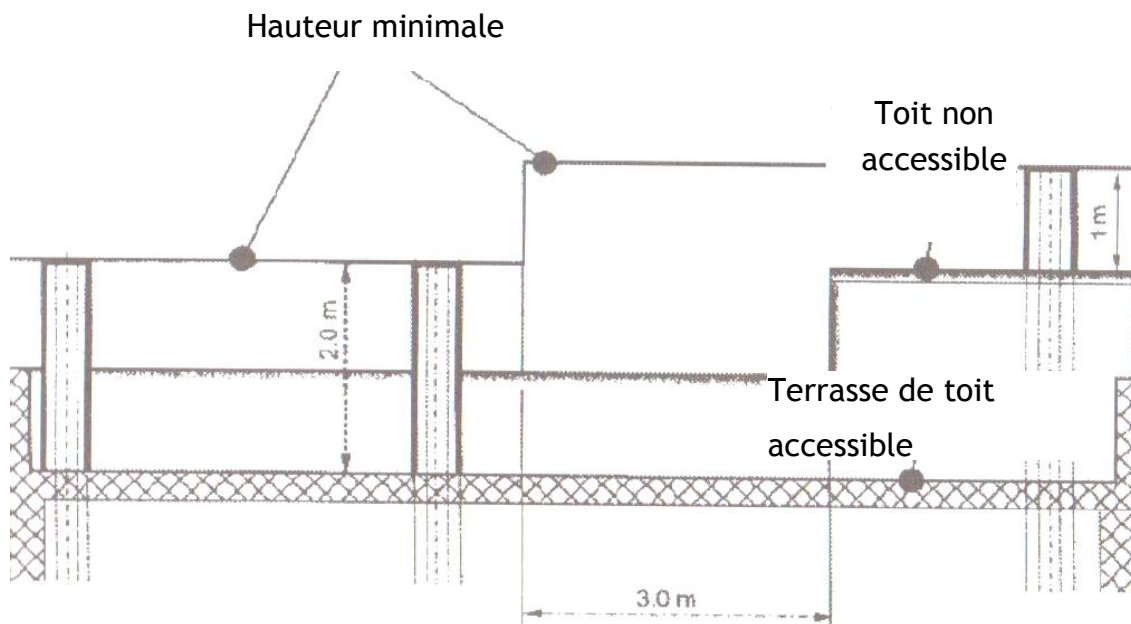 Hauteur minimale
Toit non
accessible
1 m
2.0 m
Terrasse de toit
accessible
3.0 m